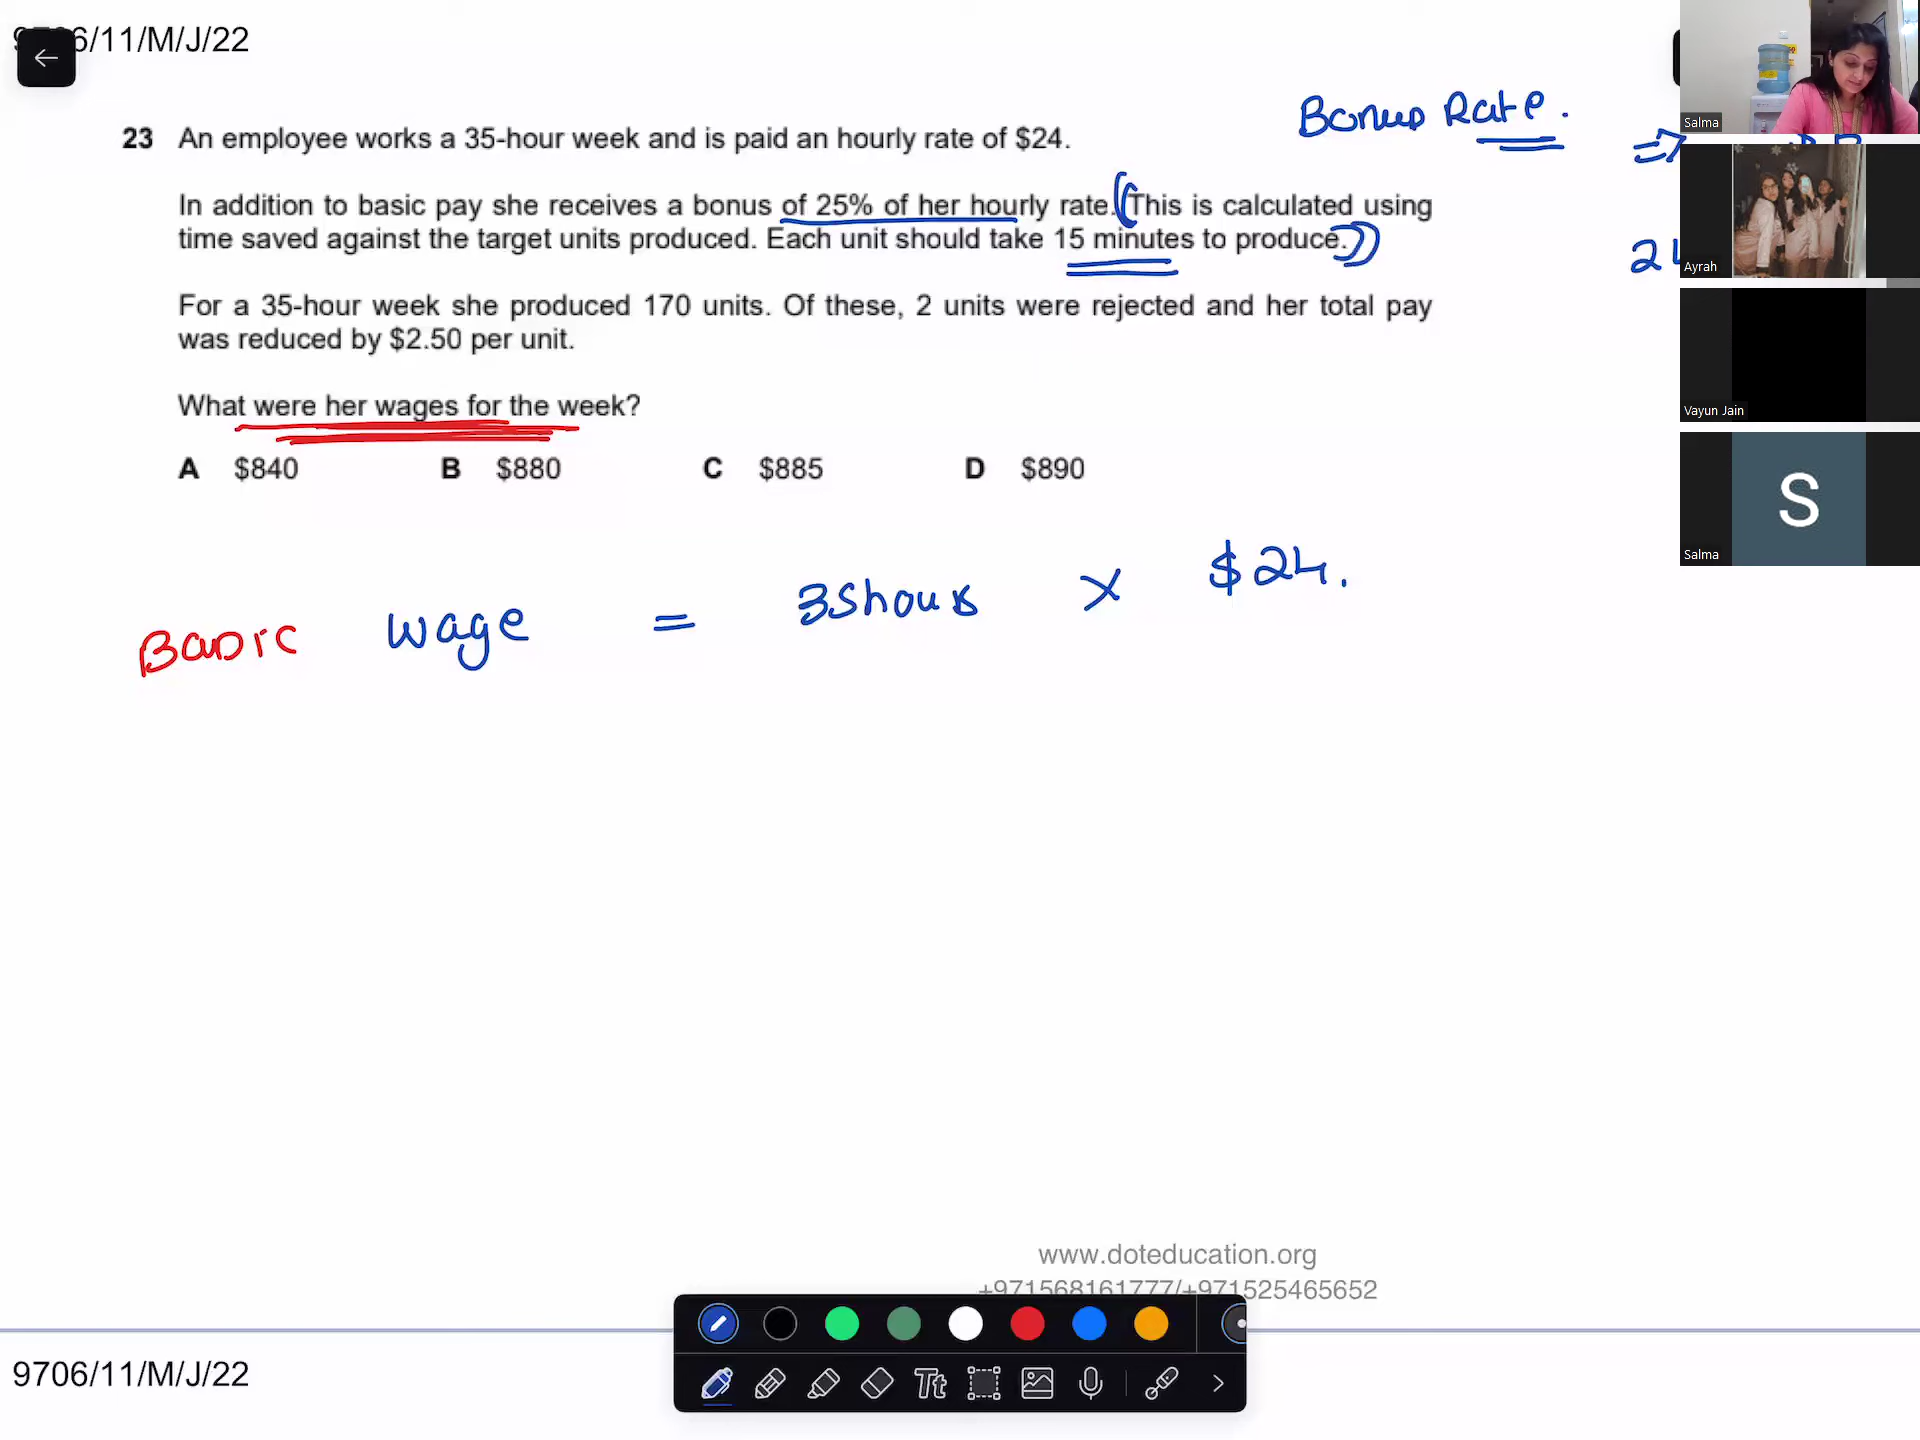 6/11/M/J/22
Bonus Rate.
23 An employee works a 35-hour week and is paid an hourly rate of $24.
In addition to basic pay she receives a bonus of 25% of her hourly rate. This is calculated using
time saved against the target units produced. Each unit should take 15 minutes to produce.
For a 35-hour week she produced 170 units. Of these, 2 units were rejected and her total pay
was reduced by $2.50 per unit.
What were her wages for the week?
A $840 B $880 C $885 D $890
Basic wage = 35hours x $24.
www.doteducation.org
+971568161777/+971525465652
9706/11/M/J/22
Tt
Salma
Ayrah
Vayun Jain
S
Salma